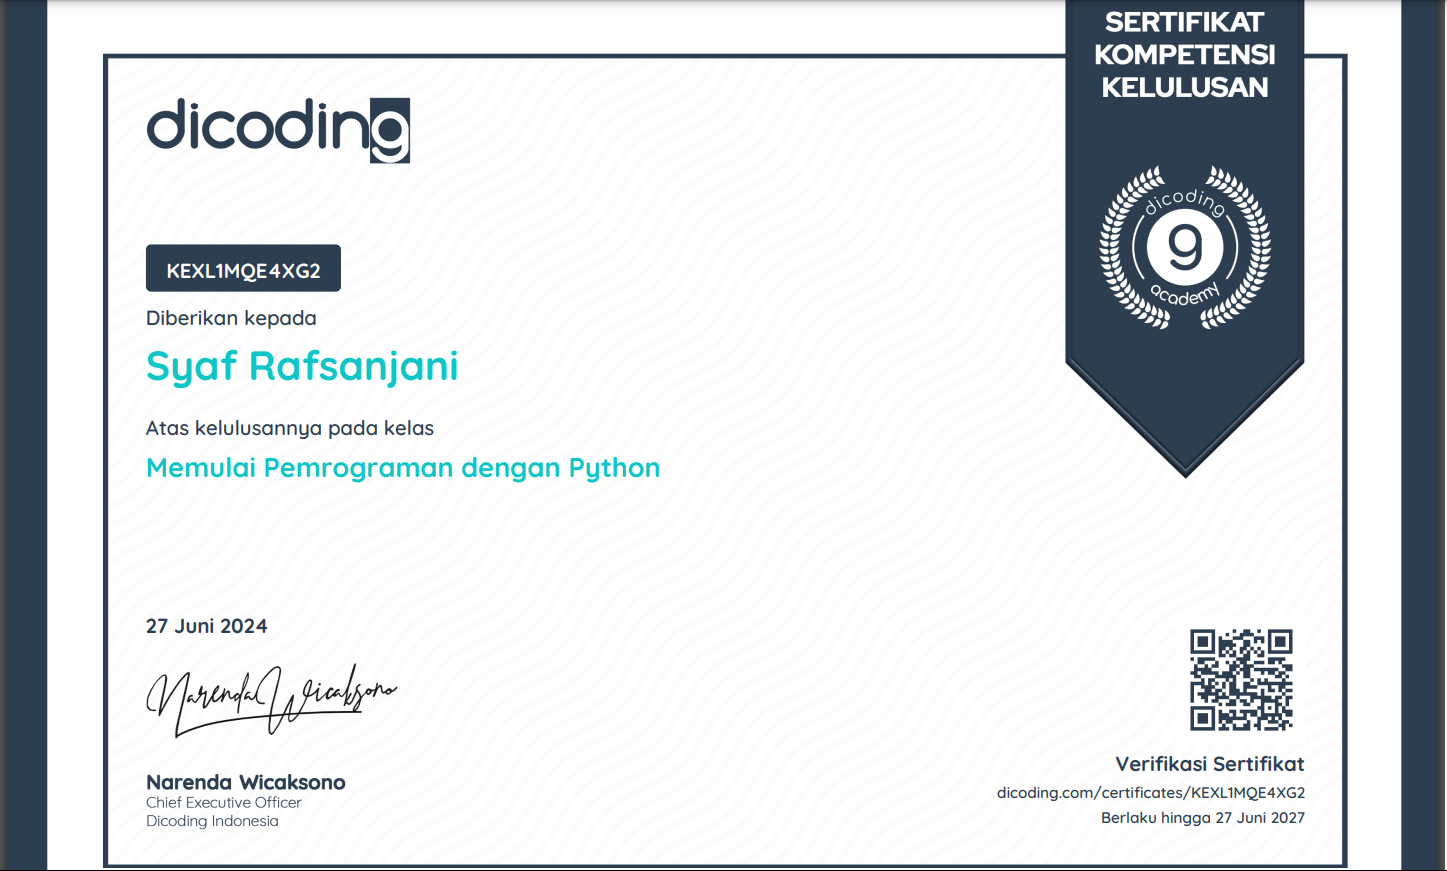 SERTIFIKAT
KOMPETENSI
KELULUSAN
dicoding
dicoding
g
academy
KEXL1MQE4XG2
Diberikan kepada
Syaf Rafsanjani
Atas kelulusannya pada kelas
Memulai Pemrograman dengan Python
27 Juni 2024
Narenda Wicaksono
Narenda Wicaksono
Chief Executive Officer
Dicoding Indonesia
Verifikasi Sertifikat
dicoding.com/certificates/KEXL1MQE4XG2
Berlaku hingga 27 Juni 2027